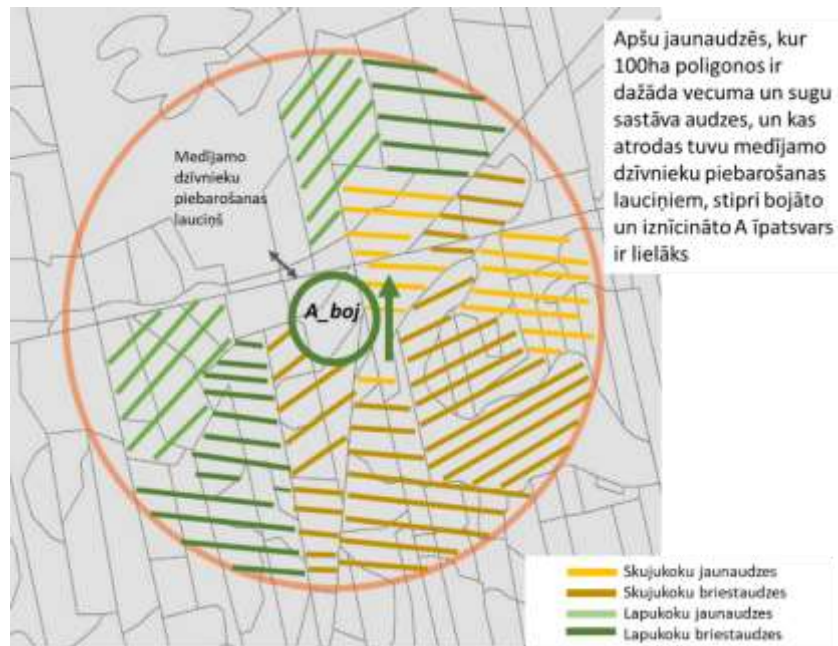 Apšu jaunaudzēs, kur
100ha poligonos ir
dažāda vecuma un sugu
sastāva audzes, un kas
atrodas tuvu medījamo
dzīvnieku piebarošanas
lauciņiem, stipri bojāto
un iznīcināto A īpatsvars
ir lielāks
Medījamo
dzīvnieku
piebarošanas
lauciņš
A_boj
Skujukoku jaunaudzes
Skujukoku briestaudzes
Lapukoku jaunaudzes
Lapukoku briestaudzes